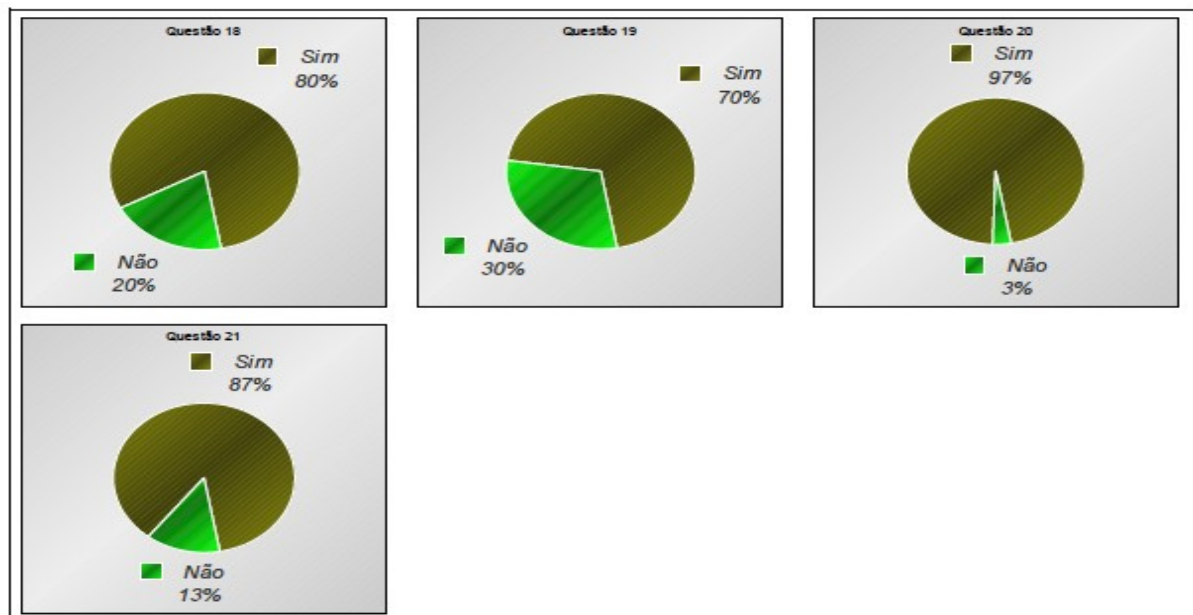 Questão 18
Sim
80%
Não
20%
Questão 19
Sim
70%
Não
30%
Questão 20
Sim
97%
Não
3%
Questão 21
Sim
87%
Não
13%